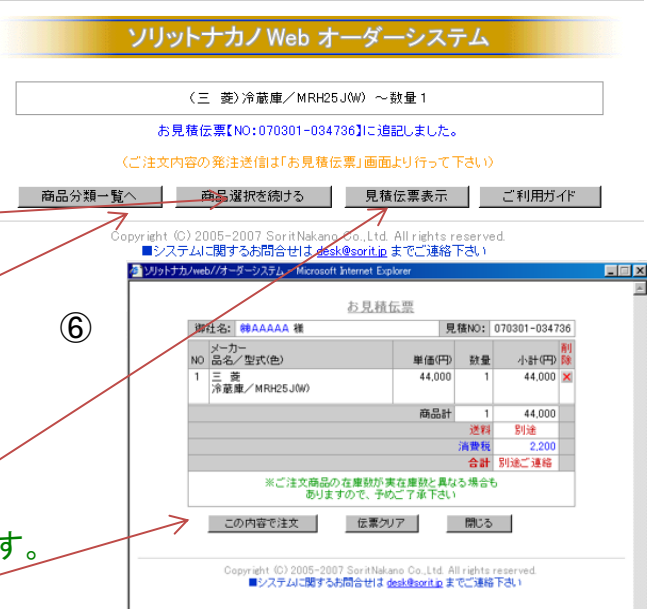 ソリットナカノ Web オーダーシステム
(三 菱)冷蔵庫/MRH25J(W) ~数量1
お見積伝票【NO:070301-034736】に追記しました。
(ご注文内容の発注送信は「お見積伝票」画面より行って下さい)
商品分類一覧へ 商品選択を続ける 見積伝票表示 ご利用ガイド
Copyright (C) 2005-2007 SoritNakano Co.,Ltd. All rights reserved.
■システムに関するお問合せは desk@sorit.jp までご連絡下さい
ソリットナカノweb//オーダーシステム - Microsoft Internet Explorer
⑥
お見積伝票
御社名: ㈱AAAAA 様 見積NO: 070301-034736
NO メーカー 品名/型式(色) 単価(円) 数量 小計(円) 削除
1 三 菱 44,000 1 44,000
冷蔵庫/MRH25J(W)
商品計 1 44,000
送料 別途
消費税 2,200
合計 別途ご連絡
※ご注文商品の在庫数が実在庫数と異なる場合も
ありますので、予めご了承下さい
この内容で注文 伝票クリア 閉じる
す。
Copyright (C) 2005-2007 SoritNakano Co.,Ltd. All rights reserved.
■システムに関するお問合せは desk@sorit.jp までご連絡下さい